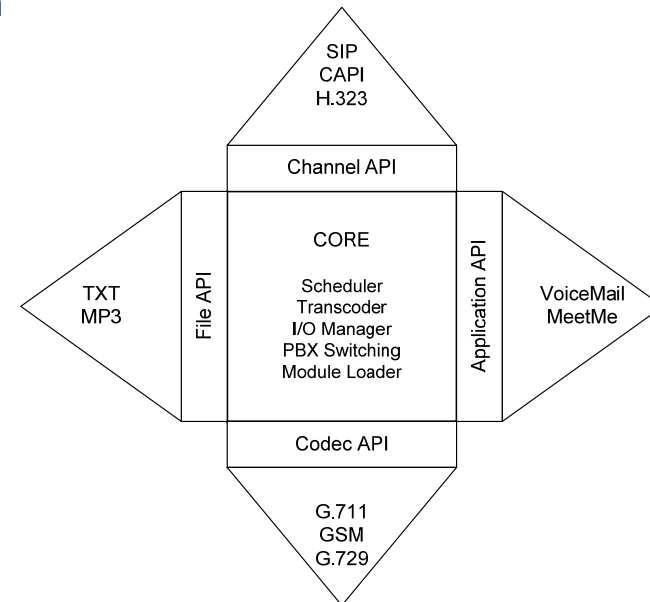 SIP
CAPI
H.323
Channel API
TXT
MP3
File API
CORE
Scheduler
Transcoder
I/O Manager
PBX Switching
Module Loader
Application API
VoiceMail
MeetMe
Codec API
G.711
GSM
G.729